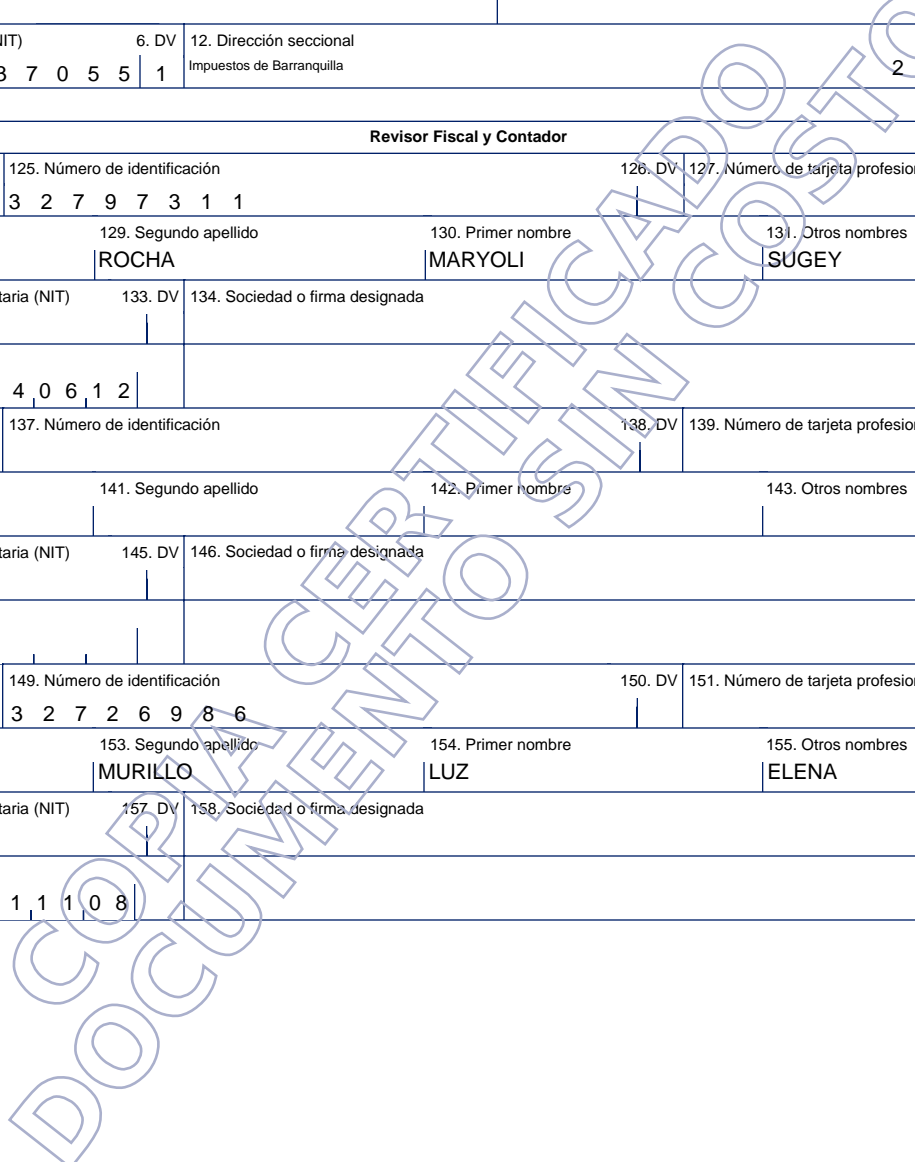 NIT) 6. DV 12. Dirección seccional
3 7 0 5 5 1 Impuestos de Barranquilla 2
Revisor Fiscal y Contador
125. Número de identificación 126. DV 127. Número de tarjeta profesion
3 2 7 9 7 3 1 1
129. Segundo apellido 130. Primer nombre 131. Otros nombres
ROCHA MARYOLI SUGEY
taria (NIT) 133. DV 134. Sociedad o firma designada
4 0 6 1 2
137. Número de identificación 138. DV 139. Número de tarjeta profesion
141. Segundo apellido 142. Primer nombre 143. Otros nombres
taria (NIT) 145. DV 146. Sociedad o firma designada
149. Número de identificación 150. DV 151. Número de tarjeta profesion
3 2 7 2 6 9 8 6
153. Segundo apellido 154. Primer nombre 155. Otros nombres
MURILLO LUZ ELENA
taria (NIT) 157. DV 158. Sociedad o firma designada
1 1 1 0 8
COPIA CERTIFICADO
DOCUMENTO SIN COSTO